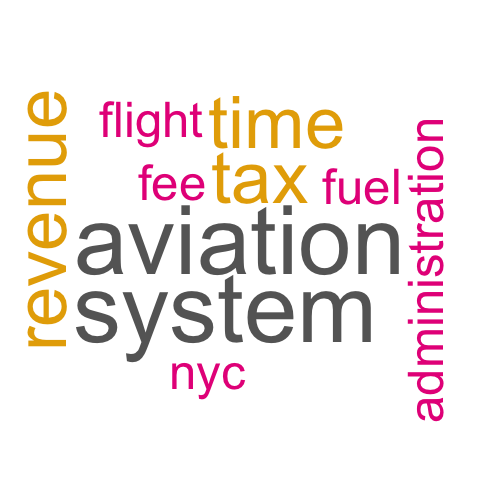 flight time
fee tax fuel
revenue
aviation
system
administration
nyc